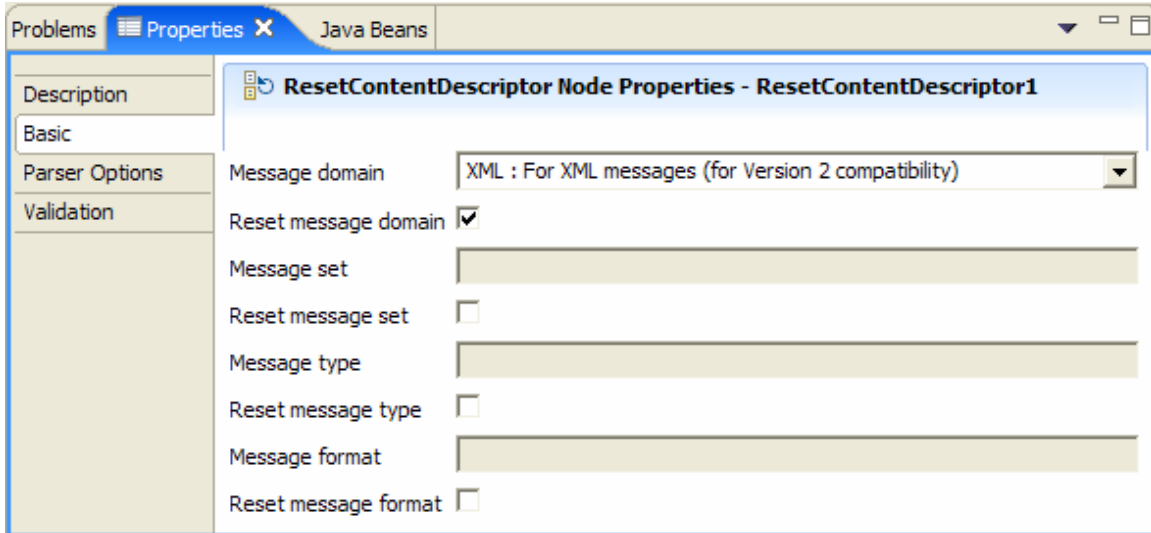 Problems Properties Java Beans
Description
Basic
Parser Options
Validation
ResetContentDescriptor Node Properties - ResetContentDescriptor1
Message domain XML : For XML messages (for Version 2 compatibility)
Reset message domain
Message set
Reset message set
Message type
Reset message type
Message format
Reset message format